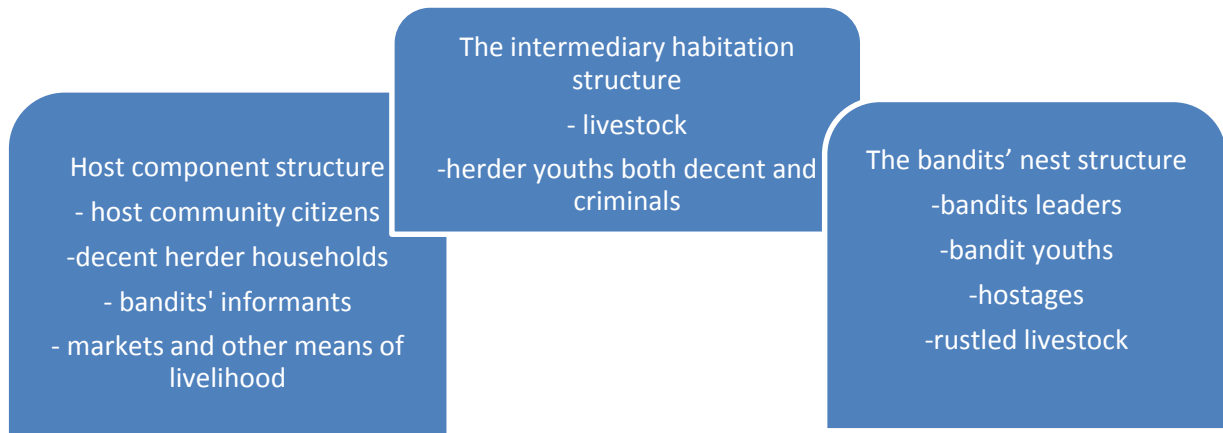 Host component structure
- host community citizens
-decent herder households
- bandits' informants
- markets and other means of
livelihood
The intermediary habitation
structure
- livestock
-herder youths both decent and
criminals
The bandits’ nest structure
-bandits leaders
-bandit youths
-hostages
-rustled livestock